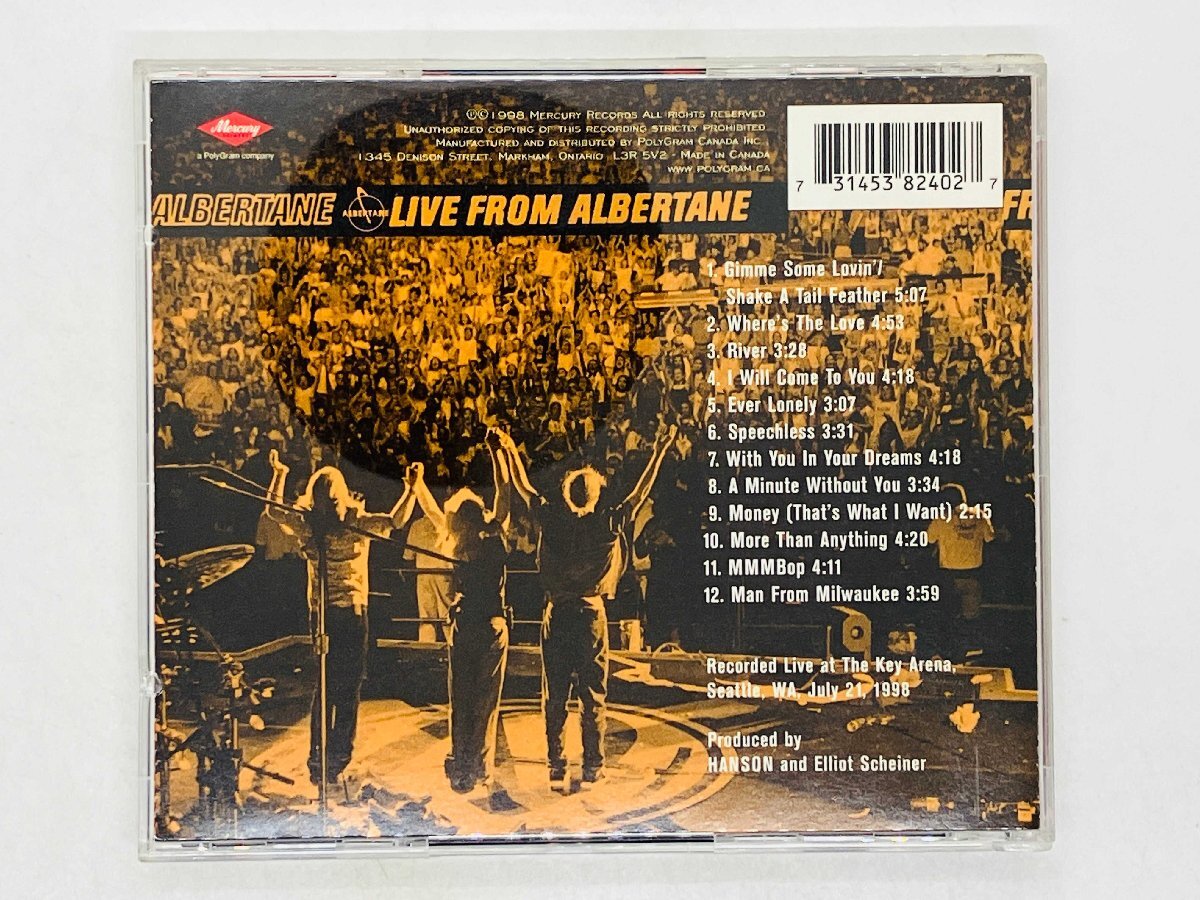 Mercury
a PolyGram company
℗©1998 Mercury Records All rights reserved
Unauthorized copying of this recording strictly prohibited
Manufactured and distributed by PolyGram Canada Inc.
1345 Denison Street, Markham, Ontario L3R 5V2 - Made in Canada
www.polygram.ca
7 31453 82402 7
ALBERTANE ALBERTANE LIVE FROM ALBERTANE FR
1. Gimme Some Lovin'/
Shake A Tail Feather 5:07
2. Where's The Love 4:53
3. River 3:28
4. I Will Come To You 4:18
5. Ever Lonely 3:07
6. Speechless 3:31
7. With You In Your Dreams 4:18
8. A Minute Without You 3:34
9. Money (That's What I Want) 2:15
10. More Than Anything 4:20
11. MMMBop 4:11
12. Man From Milwaukee 3:59
Recorded Live at The Key Arena,
Seattle, WA, July 21, 1998
Produced by
HANSON and Elliot Scheiner